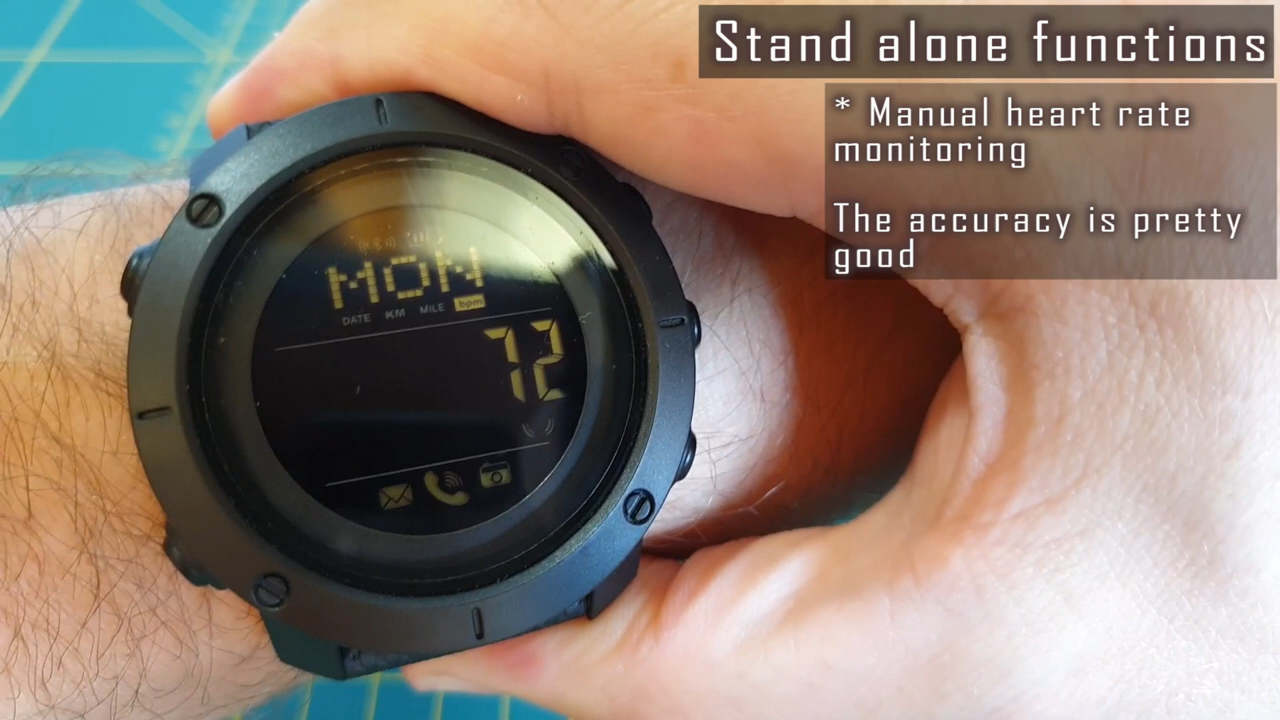 Stand alone functions
* Manual heart rate
monitoring
The accuracy is pretty
good
MON
DATE KM MILE bpm
72